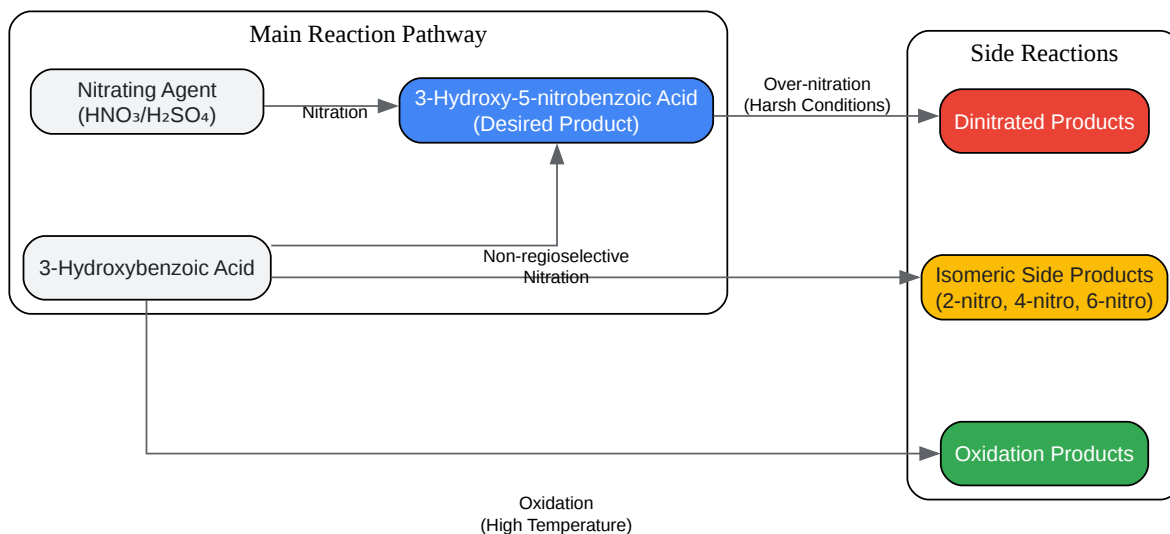 Main Reaction Pathway
Nitrating Agent
(HNO₃/H₂SO₄)
Nitration
3-Hydroxy-5-nitrobenzoic Acid
(Desired Product)
3-Hydroxybenzoic Acid
Non-regioselective
Nitration
Over-nitration
(Harsh Conditions)
Side Reactions
Dinitrated Products
Isomeric Side Products
(2-nitro, 4-nitro, 6-nitro)
Oxidation Products
Oxidation
(High Temperature)